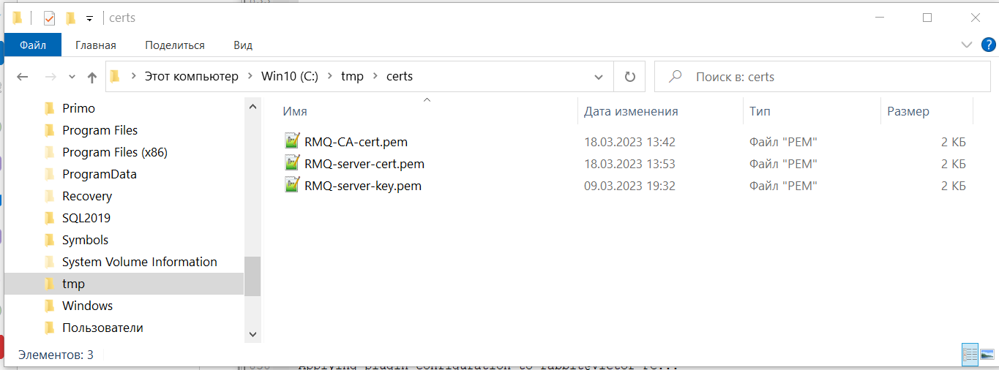 certs
Файл Главная Поделиться Вид
Этот компьютер Win10 (C:) tmp certs
Поиск в: certs
Primo
Program Files
Program Files (x86)
ProgramData
Recovery
SQL2019
Symbols
System Volume Information
tmp
Windows
Пользователи
Имя Дата изменения Тип Размер
RMQ-CA-cert.pem 18.03.2023 13:42 Файл "PEM" 2 КБ
RMQ-server-cert.pem 18.03.2023 13:53 Файл "PEM" 2 КБ
RMQ-server-key.pem 09.03.2023 19:32 Файл "PEM" 2 КБ
Элементов: 3